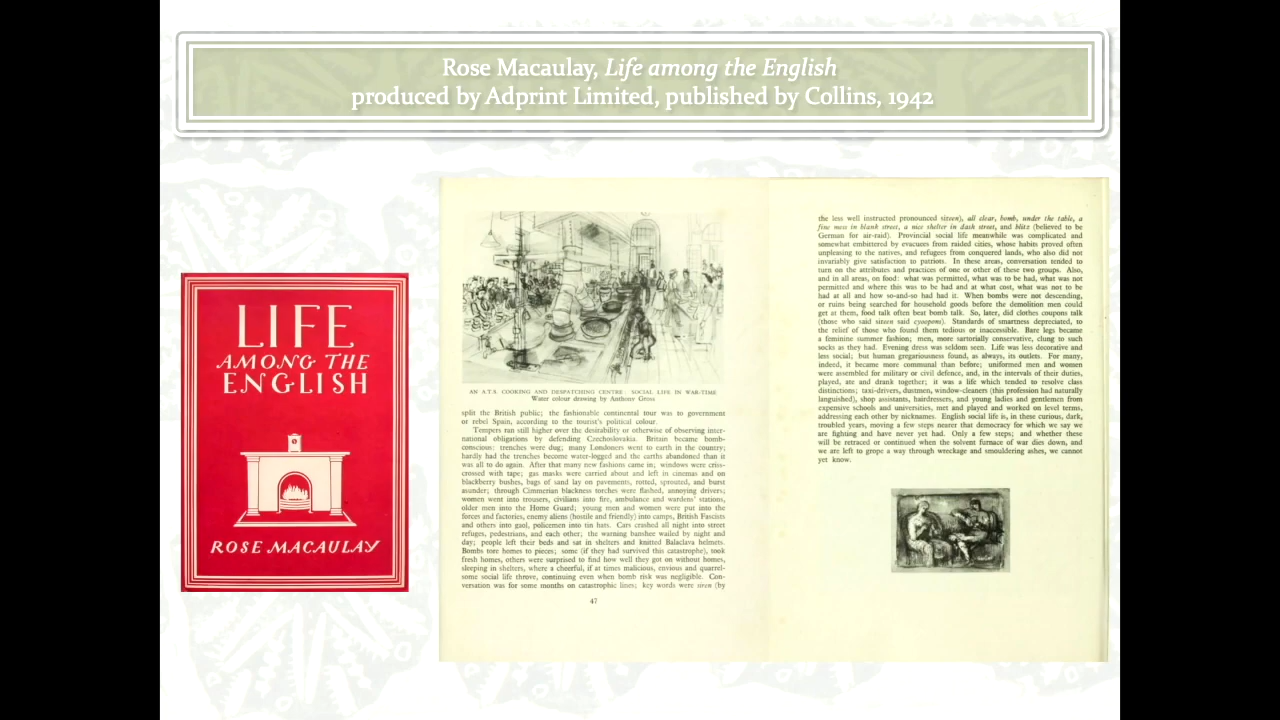 Rose Macaulay, Life among the English
produced by Adprint Limited, published by Collins, 1942
LIFE
AMONG THE
ENGLISH
ROSE MACAULAY
AN A.T.S. COOKING AND DESPATCHING CENTRE: SOCIAL LIFE IN WAR-TIME
Water colour drawing by Anthony Gross
split the British public; the fashionable continental tour was to government
or rebel Spain, according to the tourist's political colour.
Tempers ran still higher over the desirability or otherwise of observing inter-
national obligations by defending Czechoslovakia. Britain became bomb-
conscious: trenches were dug; many Londoners went to earth in the country;
hardly had the trenches become water-logged and the earths abandoned than it
was all to do again. After that many new fashions came in; windows were criss-
crossed with tape; gas masks were carried about and left in cinemas and on
blackberry bushes, bags of sand lay on pavements, rotted, sprouted, and burst
asunder; through Cimmerian blackness torches were flashed, annoying drivers;
women went into trousers, civilians into fire, ambulance and wardens' stations,
older men into the Home Guard; young men and women were put into the
forces and factories, enemy aliens (hostile and friendly) into camps, British Fascists
and others into gaol, policemen into tin hats. Cars crashed all night into street
refuges, pedestrians, and each other; the warning banshee wailed by night and
day; people left their beds and sat in shelters and knitted Balaclava helmets.
Bombs tore homes to pieces; some (if they had survived this catastrophe), took
fresh homes, others were surprised to find how well they got on without homes,
sleeping in shelters, where a cheerful, if at times malicious, envious and quarrel-
some social life throve, continuing even when bomb risk was negligible. Con-
versation was for some months on catastrophic lines; key words were siren (by
47
the less well instructed pronounced siteen), all clear, bomb, under the table, a
fine mess in blank street, a nice shelter in dash street, and blitz (believed to be
German for air-raid). Provincial social life meanwhile was complicated and
somewhat embittered by evacuees from raided cities, whose habits proved often
unpleasing to the natives, and refugees from conquered lands, who also did not
invariably give satisfaction to patriots. In these areas, conversation tended to
turn on the attributes and practices of one or other of these two groups. Also,
and in all areas, on food: what was permitted, what was to be had, what was not
permitted and where this was to be had and at what cost, what was not to be
had at all and how so-and-so had had it. When bombs were not descending,
or ruins being searched for household goods before the demolition men could
get at them, food talk often beat bomb talk. So, later, did clothes coupons talk
(those who said siteen said cyoopons). Standards of smartness depreciated, to
the relief of those who found them tedious or inaccessible. Bare legs became
a feminine summer fashion; men, more sartorially conservative, clung to such
socks as they had. Evening dress was seldom seen. Life was less decorative and
less social; but human gregariousness found, as always, its outlets. For many,
indeed, it became more communal than before; uniformed men and women
were assembled for military or civil defence, and, in the intervals of their duties,
played, ate and drank together; it was a life which tended to resolve class
distinctions; taxi-drivers, dustmen, window-cleaners (this profession had naturally
languished), shop assistants, hairdressers, and young ladies and gentlemen from
expensive schools and universities, met and played and worked on level terms,
addressing each other by nicknames. English social life is, in these curious, dark,
troubled years, moving a few steps nearer that democracy for which we say we
are fighting and have never yet had. Only a few steps; and whether these
will be retraced or continued when the solvent furnace of war dies down, and
we are left to grope a way through wreckage and smouldering ashes, we cannot
yet know.